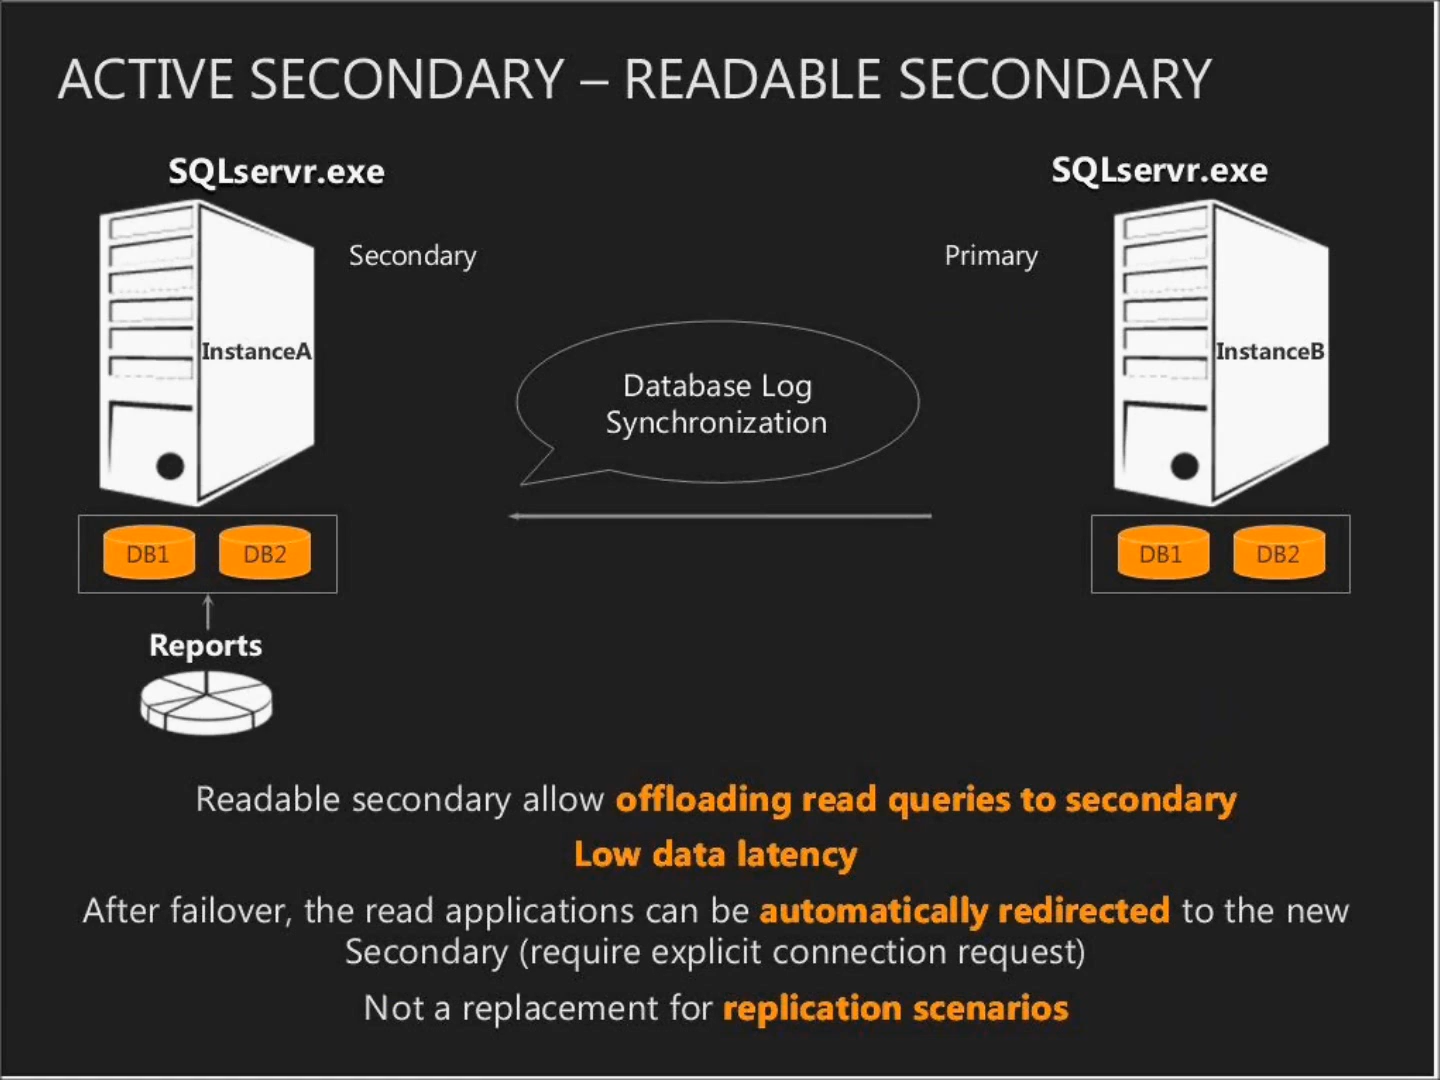 ACTIVE SECONDARY – READABLE SECONDARY
SQLservr.exe
SQLservr.exe
Secondary
Primary
InstanceA
InstanceB
Database Log
Synchronization
DB1
DB2
DB1
DB2
Reports
Readable secondary allow offloading read queries to secondary
Low data latency
After failover, the read applications can be automatically redirected to the new
Secondary (require explicit connection request)
Not a replacement for replication scenarios